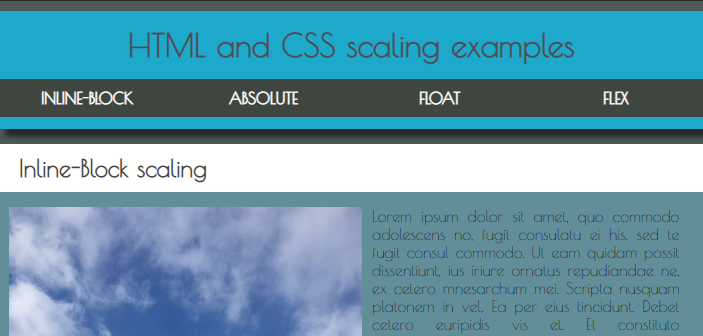 HTML and CSS scaling examples
INLINE-BLOCK ABSOLUTE FLOAT FLEX
Inline-Block scaling
Lorem ipsum dolor sit amet, quo commodo
adolescens no, fugit consulatu ei his, sed te
fugit consul commodo. Ut eam quidam possit
dissentiunt, ius iriure ornatus repudiandae ne,
ex cetero mnesarchum mei. Scripta nusquam
platonem in vel. Ea per eius tincidunt. Debet
cetero euripidis vis et. Et constituto